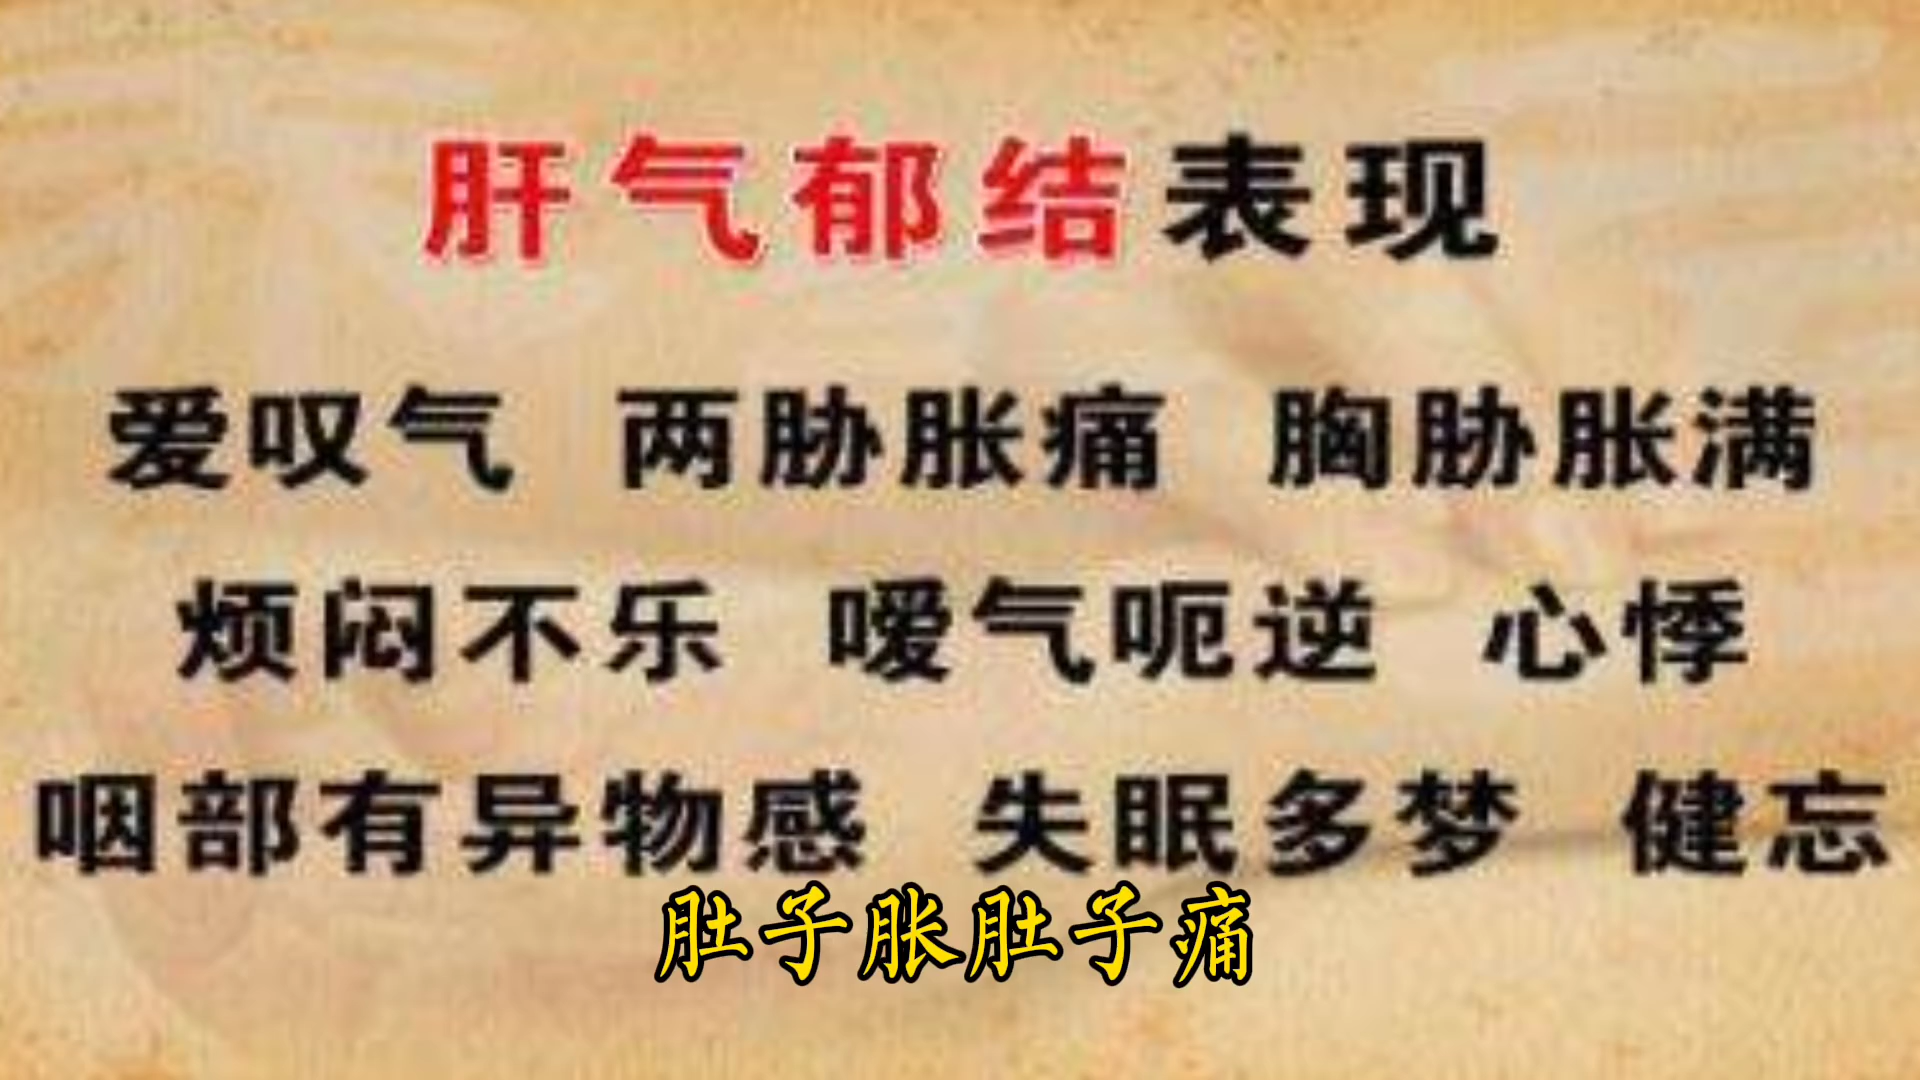 肝气郁结表现
爱叹气 两胁胀痛 胸胁胀满
烦闷不乐 嗳气呃逆 心悸
咽部有异物感 失眠多梦 健忘
肚子胀肚子痛